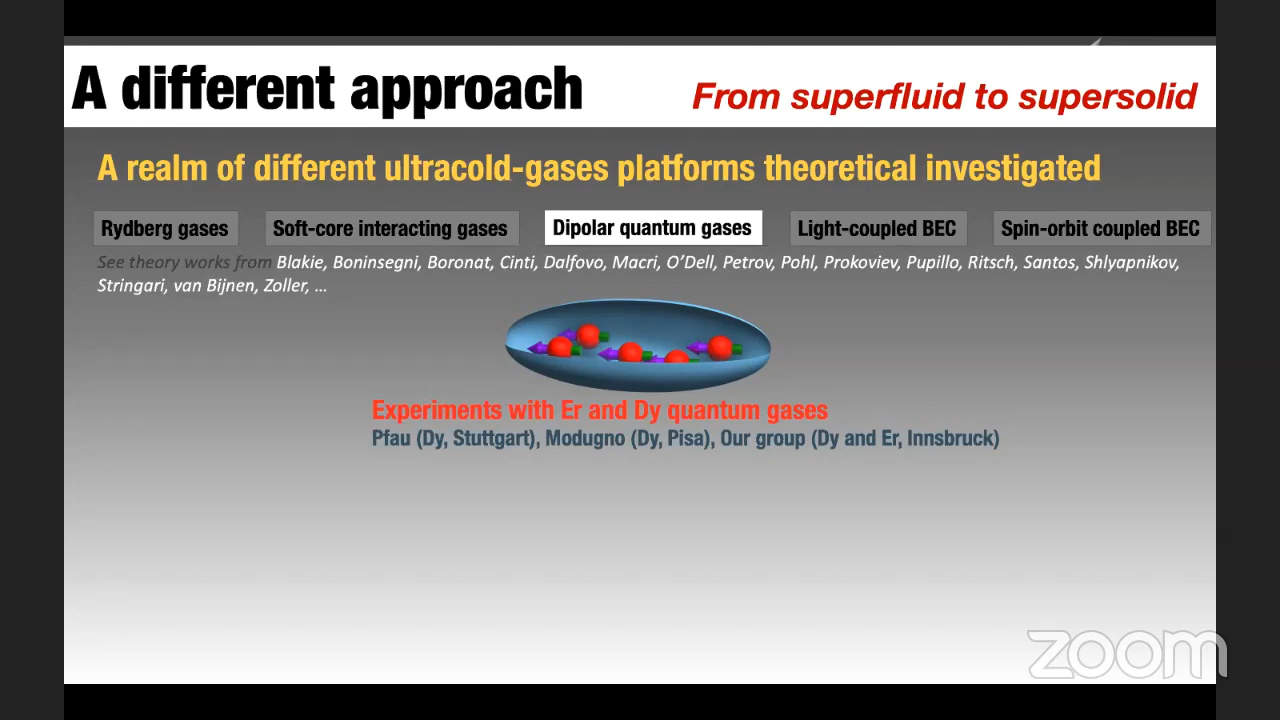 A different approach
From superfluid to supersolid
A realm of different ultracold-gases platforms theoretical investigated
Rydberg gases
Soft-core interacting gases
Dipolar quantum gases
Light-coupled BEC
Spin-orbit coupled BEC
See theory works from Blakie, Boninsegni, Boronat, Cinti, Dalfovo, Macri, O'Dell, Petrov, Pohl, Prokoviev, Pupillo, Ritsch, Santos, Shlyapnikov,
Stringari, van Bijnen, Zoller, ...
Experiments with Er and Dy quantum gases
Pfau (Dy, Stuttgart), Modugno (Dy, Pisa), Our group (Dy and Er, Innsbruck)
zoom